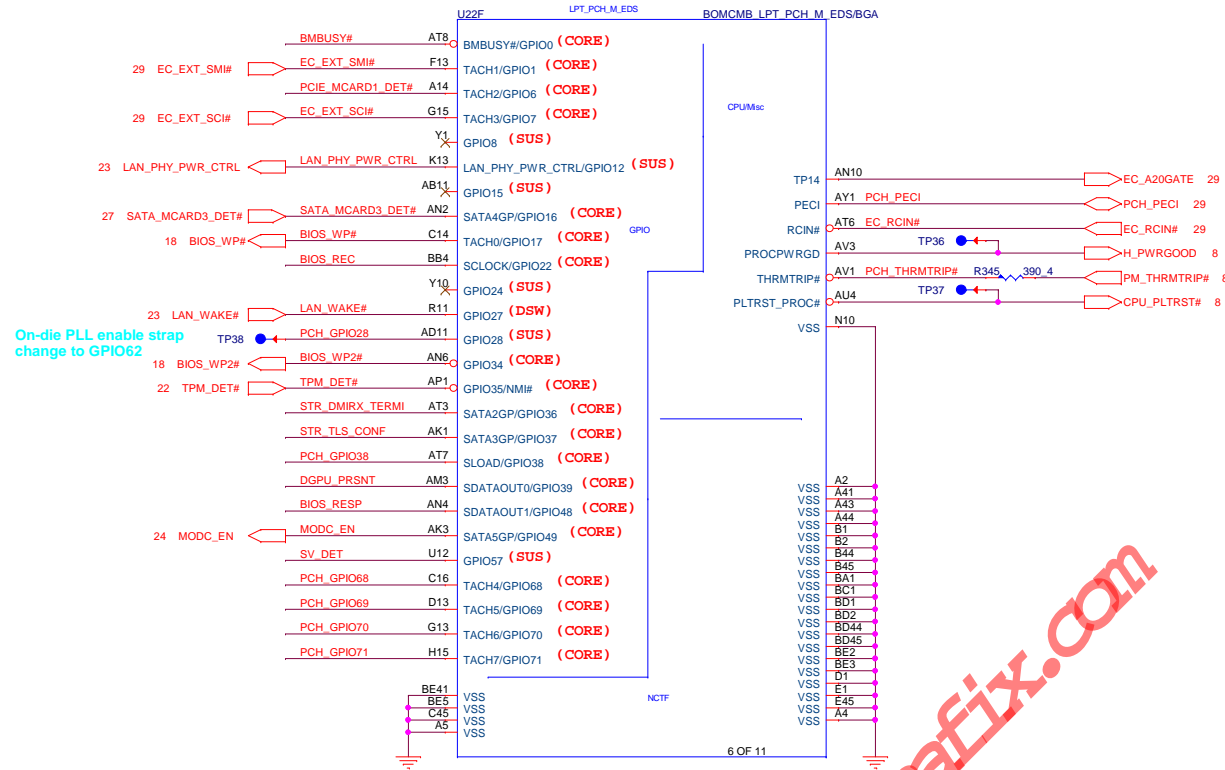 U22F LPT_PCH_M_EDS BOMCMB_LPT_PCH_M_EDS/BGA
BMBUSY# AT8 BMBUSY#/GPIO0 (CORE)
29 EC_EXT_SMI# EC_EXT_SMI# F13 TACH1/GPIO1 (CORE)
PCIE_MCARD1_DET# A14 TACH2/GPIO6 (CORE)
29 EC_EXT_SCI# EC_EXT_SCI# G15 TACH3/GPIO7 (CORE)
Y1 GPIO8 (SUS)
23 LAN_PHY_PWR_CTRL LAN_PHY_PWR_CTRL K13 LAN_PHY_PWR_CTRL/GPIO12 (SUS)
AB11 GPIO15 (SUS)
27 SATA_MCARD3_DET# SATA_MCARD3_DET# AN2 SATA4GP/GPIO16 (CORE)
18 BIOS_WP# BIOS_WP# C14 TACH0/GPIO17 (CORE)
BIOS_REC BB4 SCLOCK/GPIO22 (CORE)
Y10 GPIO24 (SUS)
23 LAN_WAKE# LAN_WAKE# R11 GPIO27 (DSW)
On-die PLL enable strap
change to GPIO62
TP38 PCH_GPIO28 AD11 GPIO28 (SUS)
18 BIOS_WP2# BIOS_WP2# AN6 GPIO34 (CORE)
22 TPM_DET# TPM_DET# AP1 GPIO35/NMI# (CORE)
STR_DMIRX_TERMI AT3 SATA2GP/GPIO36 (CORE)
STR_TLS_CONF AK1 SATA3GP/GPIO37 (CORE)
PCH_GPIO38 AT7 SLOAD/GPIO38 (CORE)
DGPU_PRSNT AM3 SDATAOUT0/GPIO39 (CORE)
BIOS_RESP AN4 SDATAOUT1/GPIO48 (CORE)
24 MODC_EN MODC_EN AK3 SATA5GP/GPIO49 (CORE)
SV_DET U12 GPIO57 (SUS)
PCH_GPIO68 C16 TACH4/GPIO68 (CORE)
PCH_GPIO69 D13 TACH5/GPIO69 (CORE)
PCH_GPIO70 G13 TACH6/GPIO70 (CORE)
PCH_GPIO71 H15 TACH7/GPIO71 (CORE)
BE41 VSS
BE5 VSS
C45 VSS
A5 VSS
CPU/Misc
GPIO
NCTF
TP14 AN10 EC_A20GATE 29
PECI AY1 PCH_PECI PCH_PECI 29
RCIN# AT6 EC_RCIN# EC_RCIN# 29
TP36
PROCPWRGD AV3 H_PWRGOOD 8
THRMTRIP# AV1 PCH_THRMTRIP# R345 390_4 PM_THRMTRIP# 8
TP37
PLTRST_PROC# AU4 CPU_PLTRST# 8
VSS N10
VSS A2
VSS A41
VSS A43
VSS A44
VSS B1
VSS B2
VSS B44
VSS B45
VSS BA1
VSS BC1
VSS BD1
VSS BD2
VSS BD44
VSS BD45
VSS BE2
VSS BE3
VSS D1
VSS E1
VSS E45
VSS A4
6 OF 11
afix.com